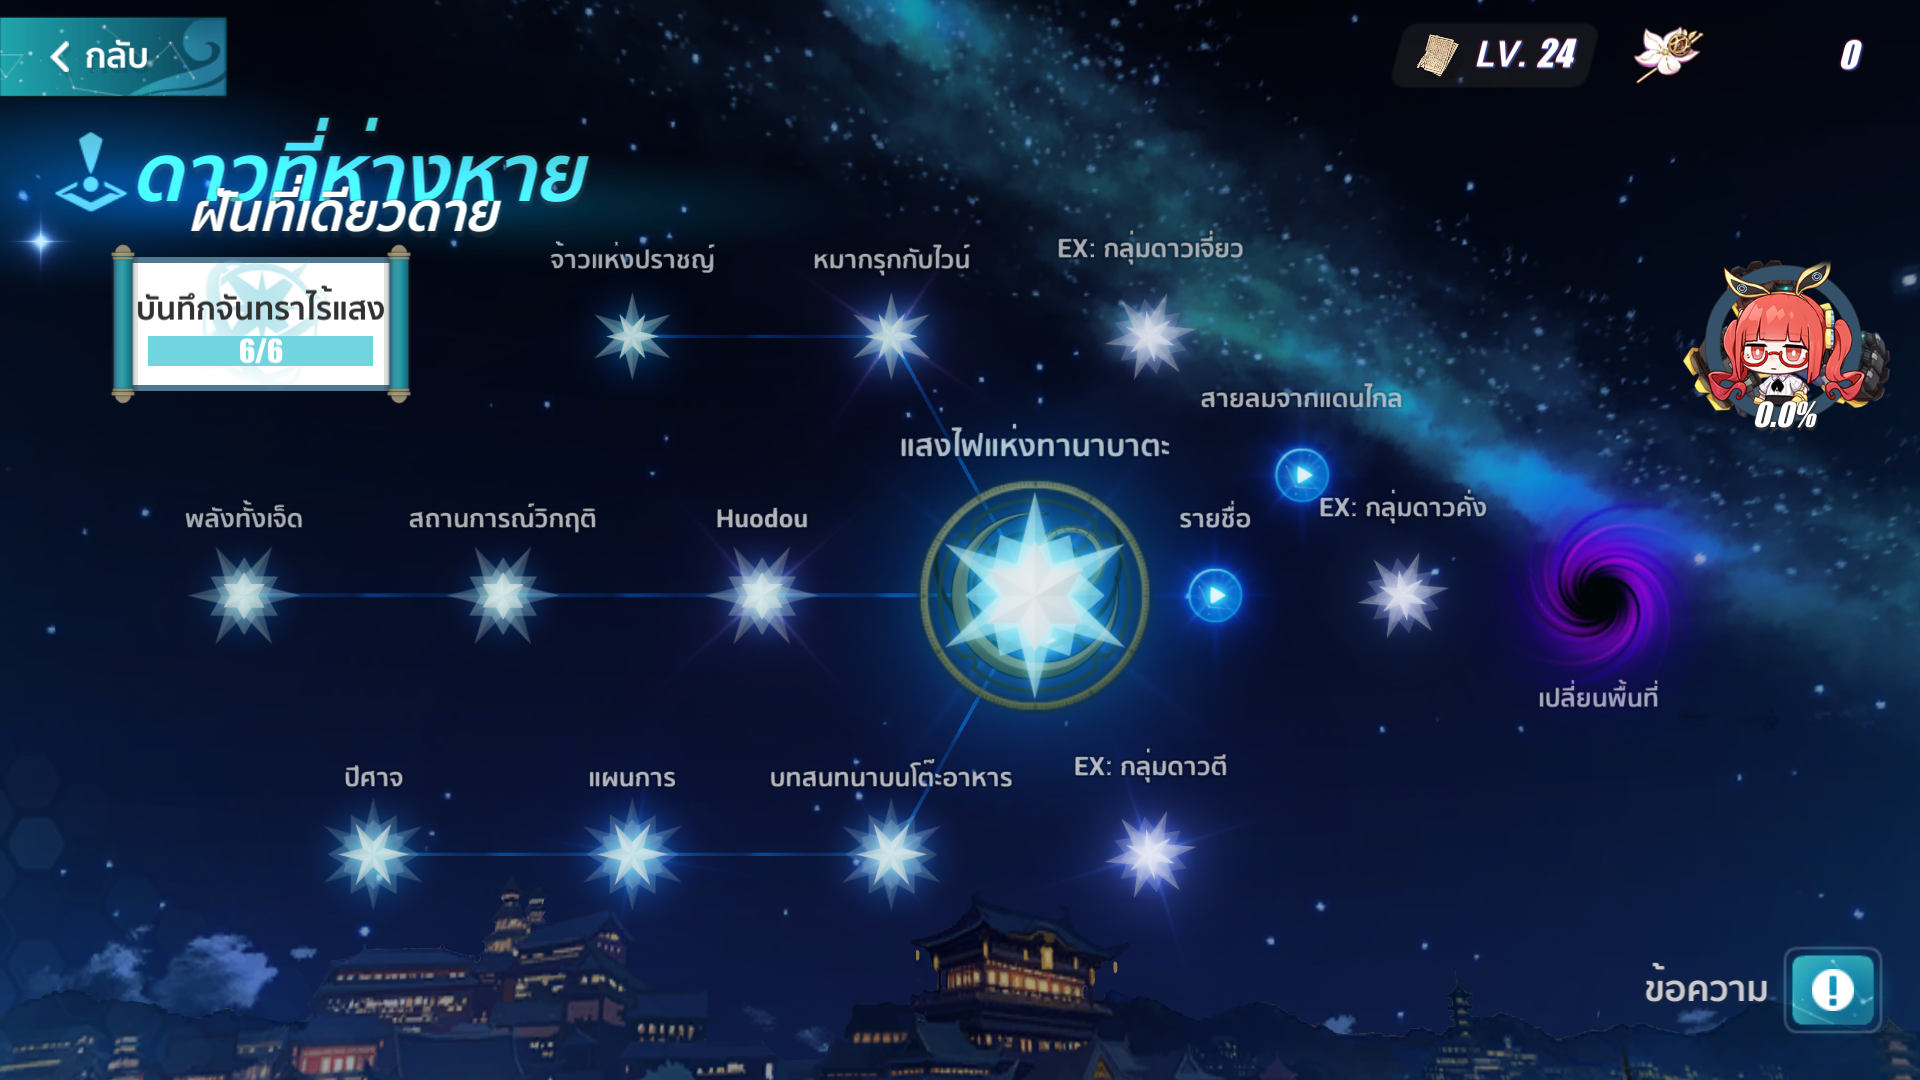 กลับ
LV. 24
0
ดาวที่ห่างหาย
ฝันที่เดียวดาย
บันทึกจันทราไร้แสง
6/6
จ้าวแห่งปราชญ์
หมากรุกกับไวน์
EX: กลุ่มดาวเจี่ยว
0.0%
สายลมจากแดนไกล
แสงไฟแห่งทานาบาตะ
พลังทั้งเจ็ด
สถานการณ์วิกฤติ
Huodou
รายชื่อ
EX: กลุ่มดาวคั่ง
เปลี่ยนพื้นที่
ปีศาจ
แผนการ
บทสนทนาบนโต๊ะอาหาร
EX: กลุ่มดาวตี
ข้อความ